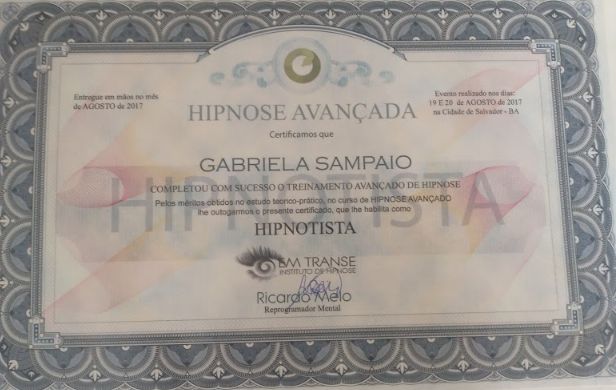 Entregue em mãos no mês
de AGOSTO de 2017
Evento realizado nos dias:
19 E 20 de AGOSTO de 2017
na Cidade de Salvador - BA
HIPNOSE AVANÇADA
Certificamos que
GABRIELA SAMPAIO
COMPLETOU COM SUCESSO O TREINAMENTO AVANÇADO DE HIPNOSE
HIPNOTISTA
Pelos méritos obtidos no estudo teórico-prático, no curso de HIPNOSE AVANÇADO
lhe outorgarmos o presente certificado, que lhe habilita como
HIPNOTISTA
EM TRANSE
INSTITUTO DE HIPNOSE
Ricardo Melo
Reprogramador Mental